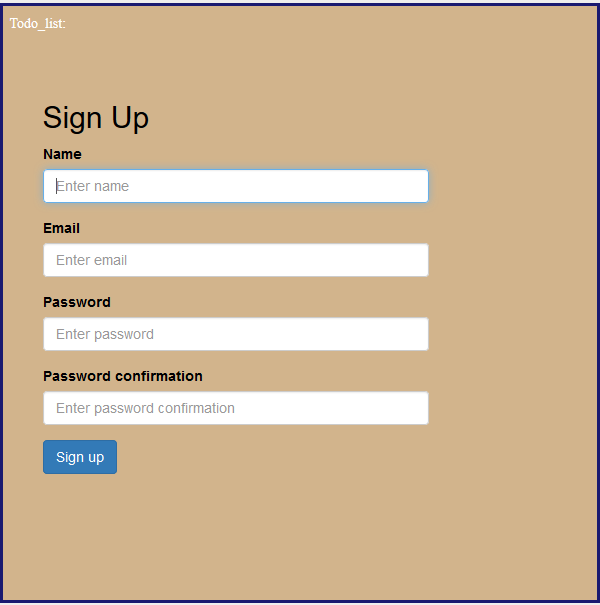 Todo_list:
Sign Up
Name
Enter name
Email
Enter email
Password
Enter password
Password confirmation
Enter password confirmation
Sign up